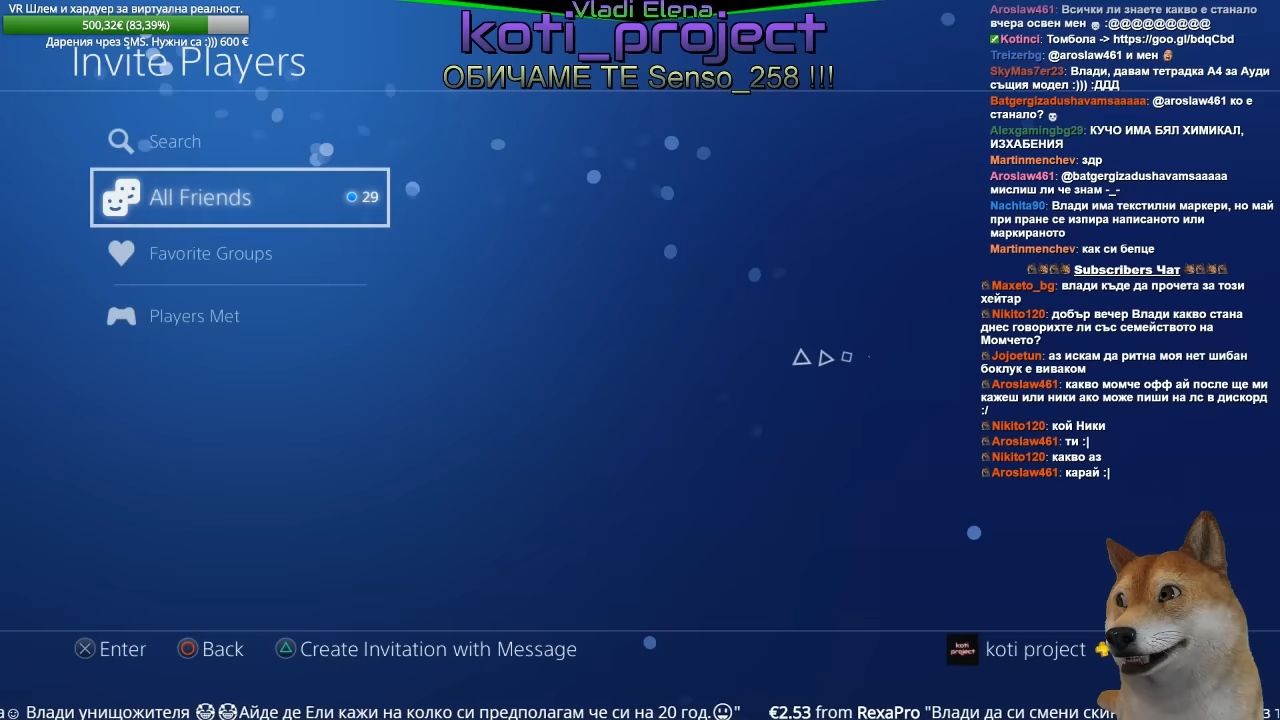 VR Шлем и хардуер за виртуална реалност.
500,32€ (83,39%)
Дарения чрез SMS. Нужни са :))) 600 €
Invite Players
Vladi Elena
koti_project
ОБИЧАМЕ ТЕ Senso_258 !!!
Search
All Friends
29
Favorite Groups
Players Met
Aroslaw461: Всички ли знаете какво е станало
вчера освен мен :@@@@@@@@@
Kotinci: Томбола -> https://goo.gl/bdqCbd
Treizerbg: @aroslaw461 и мен
SkyMas7er23: Влади, давам тетрадка А4 за Ауди
същия модел :))) :ДДД
Batgergizadushavamsaaaaa: @aroslaw461 ко е
станало?
Alexgamingbg29: КУЧО ИМА БЯЛ ХИМИКАЛ,
ИЗХАБЕНИЯ
Martinmenchev: здр
Aroslaw461: @batgergizadushavamsaaaaa
мислиш ли че знам -_-
Nachita90: Влади има текстилни маркери, но май
при пране се изпира написаното или
маркираното
Martinmenchev: как си бепце
Subscribers Чат
Maxeto_bg: влади къде да прочета за този
хейтар
Nikito120: добър вечер Влади какво стана
днес говорихте ли със семейството на
Момчето?
Jojoetun: аз искам да ритна моя нет шибан
боклук е виваком
Aroslaw461: какво момче офф ай после ще ми
кажеш или ники ако може пиши на лс в дискорд
:/
Nikito120: кой Ники
Aroslaw461: ти :|
Nikito120: какво аз
Aroslaw461: карай :|
Enter
Back
Create Invitation with Message
koti project
koti project
Влади унищожителя Айде де Ели кажи на колко си предполагам че си на 20 год. " €2.53 from RexaPro "Влади да си смени